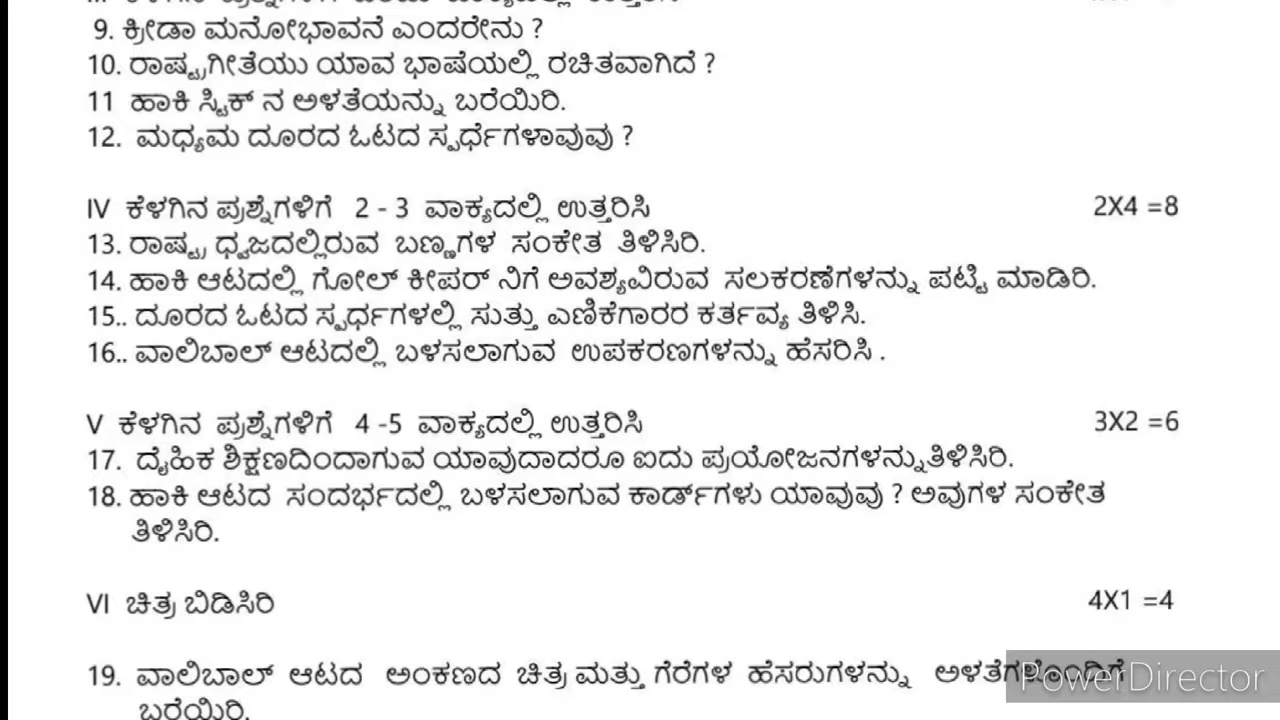 9. ಕ್ರೀಡಾ ಮನೋಭಾವನೆ ಎಂದರೇನು ?
10. ರಾಷ್ಟ್ರಗೀತೆಯು ಯಾವ ಭಾಷೆಯಲ್ಲಿ ರಚಿತವಾಗಿದೆ ?
11 ಹಾಕಿ ಸ್ಟಿಕ್ ನ ಅಳತೆಯನ್ನು ಬರೆಯಿರಿ.
12. ಮಧ್ಯಮ ದೂರದ ಓಟದ ಸ್ಪರ್ಧೆಗಳಾವುವು ?
IV ಕೆಳಗಿನ ಪ್ರಶ್ನೆಗಳಿಗೆ 2 - 3 ವಾಕ್ಯದಲ್ಲಿ ಉತ್ತರಿಸಿ 2X4 =8
13. ರಾಷ್ಟ್ರ ಧ್ವಜದಲ್ಲಿರುವ ಬಣ್ಣಗಳ ಸಂಕೇತ ತಿಳಿಸಿರಿ.
14. ಹಾಕಿ ಆಟದಲ್ಲಿ ಗೋಲ್ ಕೀಪರ್ ನಿಗೆ ಅವಶ್ಯವಿರುವ ಸಲಕರಣೆಗಳನ್ನು ಪಟ್ಟಿ ಮಾಡಿರಿ.
15.. ದೂರದ ಓಟದ ಸ್ಪರ್ಧಗಳಲ್ಲಿ ಸುತ್ತು ಎಣಿಕೆಗಾರರ ಕರ್ತವ್ಯ ತಿಳಿಸಿ.
16.. ವಾಲಿಬಾಲ್ ಆಟದಲ್ಲಿ ಬಳಸಲಾಗುವ ಉಪಕರಣಗಳನ್ನು ಹೆಸರಿಸಿ .
V ಕೆಳಗಿನ ಪ್ರಶ್ನೆಗಳಿಗೆ 4 -5 ವಾಕ್ಯದಲ್ಲಿ ಉತ್ತರಿಸಿ 3X2 =6
17. ದೈಹಿಕ ಶಿಕ್ಷಣದಿಂದಾಗುವ ಯಾವುದಾದರೂ ಐದು ಪ್ರಯೋಜನಗಳನ್ನುತಿಳಿಸಿರಿ.
18. ಹಾಕಿ ಆಟದ ಸಂದರ್ಭದಲ್ಲಿ ಬಳಸಲಾಗುವ ಕಾರ್ಡ್‌ಗಳು ಯಾವುವು ? ಅವುಗಳ ಸಂಕೇತ
ತಿಳಿಸಿರಿ.
VI ಚಿತ್ರ ಬಿಡಿಸಿರಿ 4X1 =4
19. ವಾಲಿಬಾಲ್ ಆಟದ ಅಂಕಣದ ಚಿತ್ರ ಮತ್ತು ಗೆರೆಗಳ ಹೆಸರುಗಳನ್ನು ಅಳತೆಗಳೊಂದಿಗೆ
ಬರೆಯಿರಿ.
PowerDirector